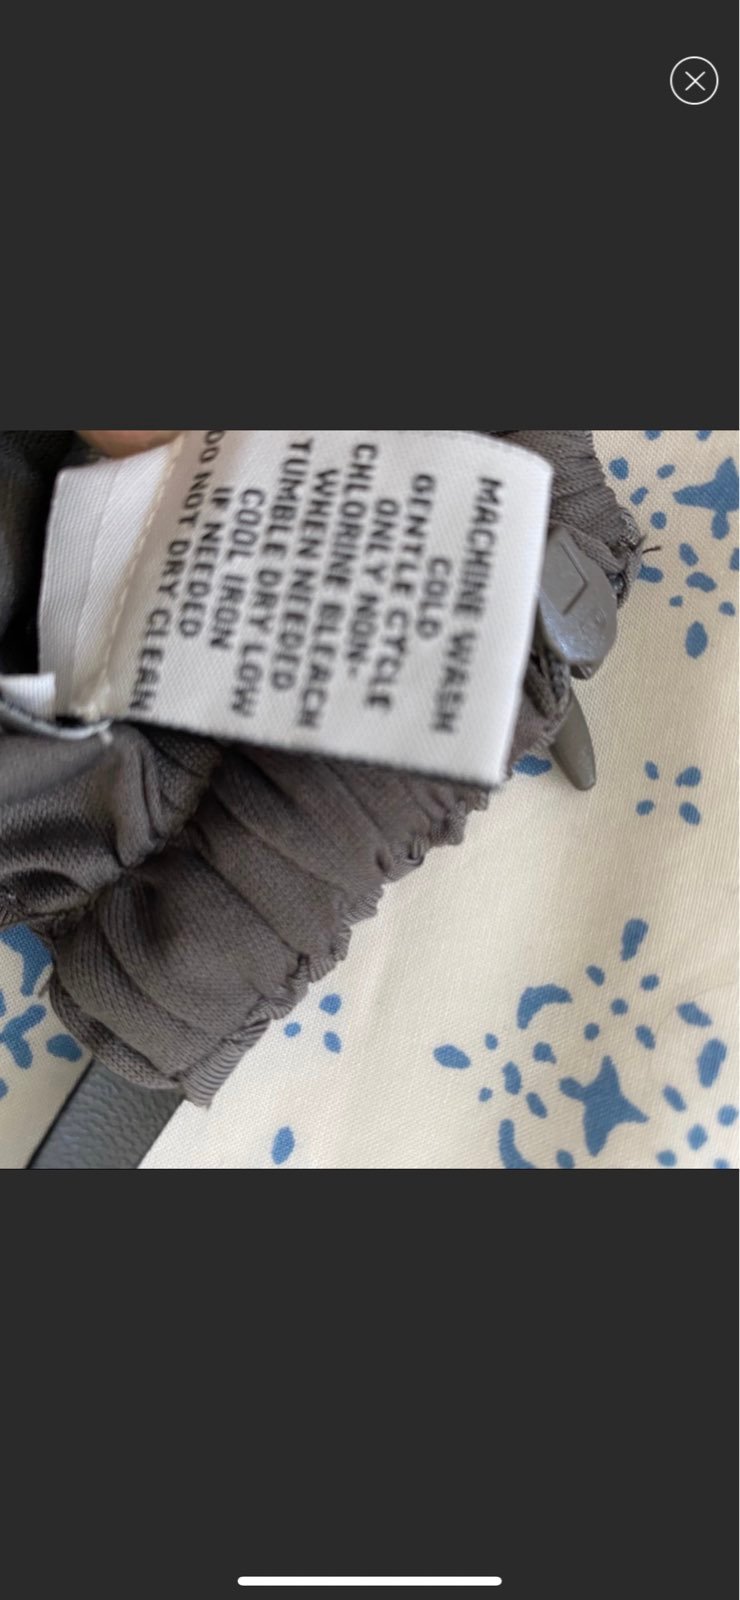 MACHINE WASH
COLD
GENTLE CYCLE
ONLY NON-
CHLORINE BLEACH
WHEN NEEDED
TUMBLE DRY LOW
COOL IRON
IF NEEDED
DO NOT DRY CLEAN